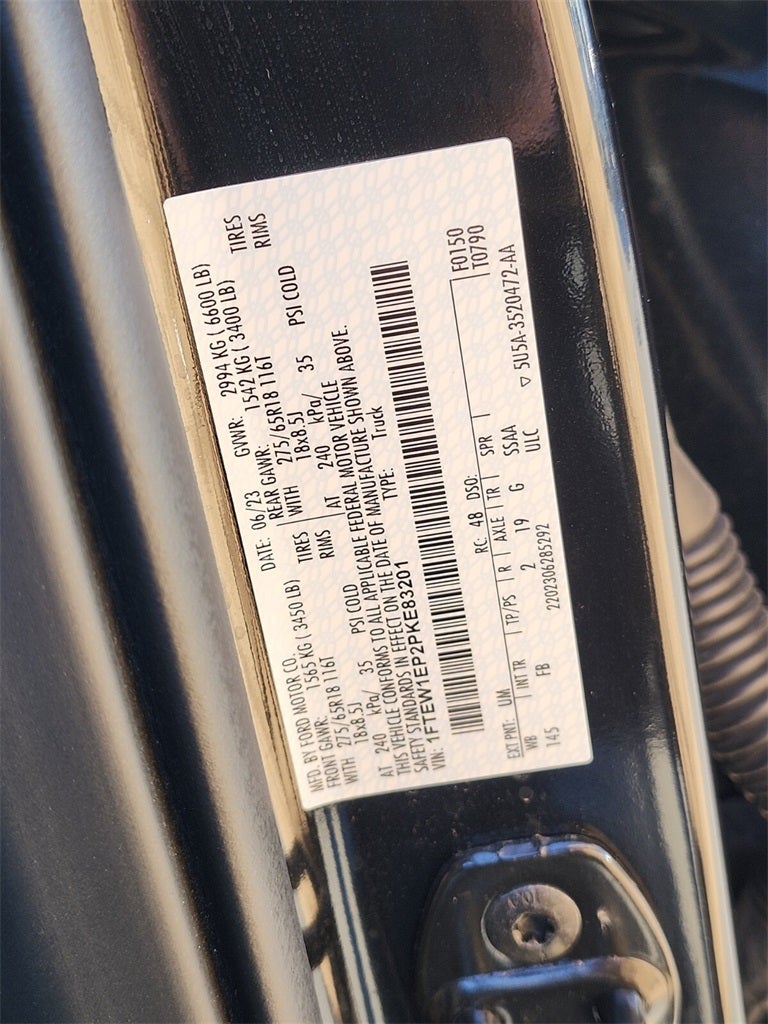 MFD. BY FORD MOTOR CO.
DATE: 06/23 GVWR: 2994 KG ( 6600 LB)
FRONT GAWR: 1565 KG ( 3450 LB) REAR GAWR: 1542 KG ( 3400 LB)
275/65R18 116T TIRES 275/65R18 116T TIRES
WITH 18x8.5J RIMS WITH 18x8.5J RIMS
AT 240 kPa/ 35 PSI COLD AT 240 kPa/ 35 PSI COLD
THIS VEHICLE CONFORMS TO ALL APPLICABLE FEDERAL MOTOR VEHICLE
SAFETY STANDARDS IN EFFECT ON THE DATE OF MANUFACTURE SHOWN ABOVE.
VIN: 1FTEW1EP2PKE83201 TYPE: Truck
F0150
T0790
EXT PNT: UM RC: 48 DSO:
WB INT TR TP/PS R AXLE TR SPR
145 FB 2 19 G SSAA
2202306285292 ULC ▽ 5U5A-3520472-AA